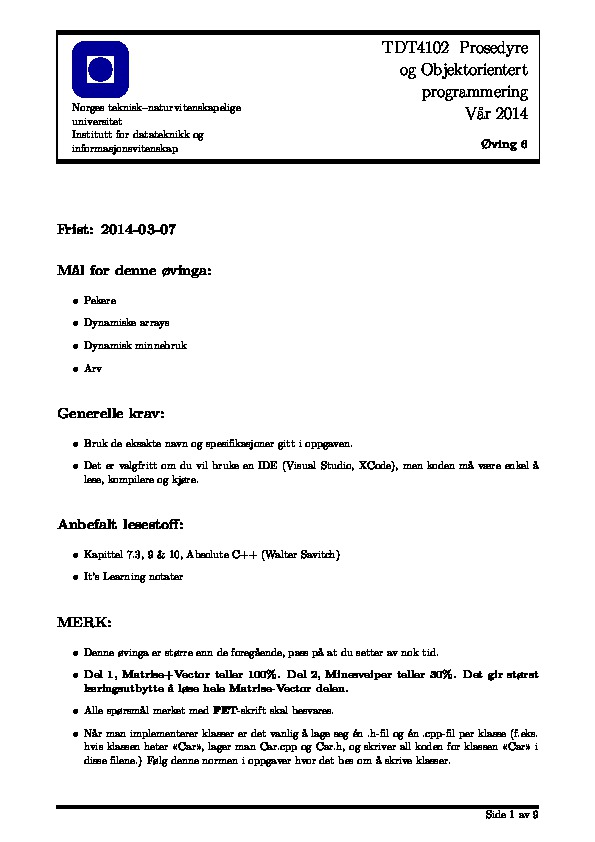 TDT4102 Prosedyre
og Objektorientert
programmering
Vår 2014
Øving 6
Norges teknisk–naturvitenskapelige
universitet
Institutt for datateknikk og
informasjonsvitenskap
Frist: 2014-03-07
Mål for denne øvinga:
• Pekere
• Dynamiske arrays
• Dynamisk minnebruk
• Arv
Generelle krav:
• Bruk de eksakte navn og spesifikasjoner gitt i oppgaven.
• Det er valgfritt om du vil bruke en IDE (Visual Studio, XCode), men koden må være enkel å
lese, kompilere og kjøre.
Anbefalt lesestoff:
• Kapittel 7.3, 9 & 10, Absolute C++ (Walter Savitch)
• It's Learning notater
MERK:
• Denne øvinga er større enn de foregående, pass på at du setter av nok tid.
• Del 1, Matrise+Vector teller 100%. Del 2, Minesveiper teller 30%. Det gir størst
læringsutbytte å løse hele Matrise-Vector delen.
• Alle spørsmål merket med FET-skrift skal besvares.
• Når man implementerer klasser er det vanlig å lage seg én .h-fil og én .cpp-fil per klasse (f.eks.
hvis klassen heter «Car», lager man Car.cpp og Car.h, og skriver all koden for klassen «Car» i
disse filene.) Følg denne normen i oppgaver hvor det bes om å skrive klasser.
Side 1 av 9